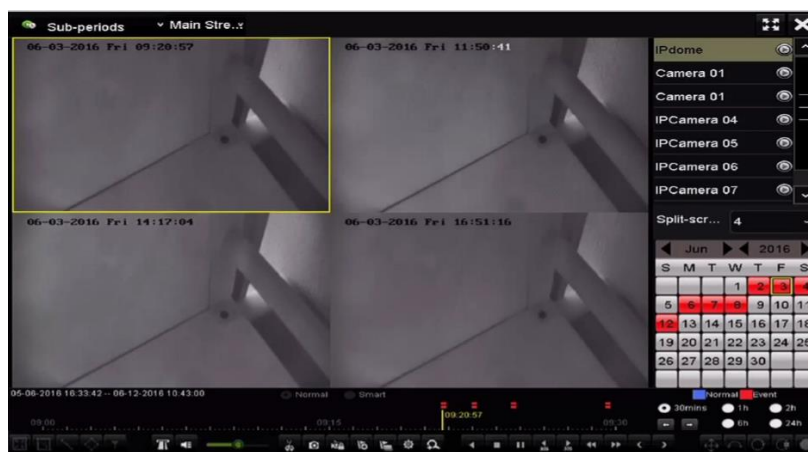 Sub-periods Main Stre..
06-03-2016 Fri 09:20:57
06-03-2016 Fri 11:50:41
06-03-2016 Fri 14:17:04
06-03-2016 Fri 16:51:16
IPdome
Camera 01
Camera 01
IPCamera 04
IPCamera 05
IPCamera 06
IPCamera 07
Split-scr... 4
Jun 2016
S M T W T F S
1 2 3 4
5 6 7 8 9 10 11
12 13 14 15 16 17 18
19 20 21 22 23 24 25
26 27 28 29 30
05-06-2016 16:33:42 -- 06-12-2016 10:43:00 Normal Smart
Normal Event
09:20:57
09:00 09:15 09:30
30mins 1h 2h
6h 24h